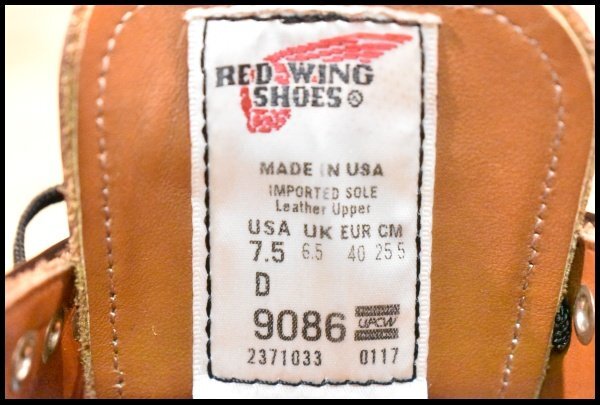 RED WING
SHOES
MADE IN USA
IMPORTED SOLE
Leather Upper
USA UK EUR CM
7.5 6.5 40 25.5
D
9086 UFCW
2371033 0117